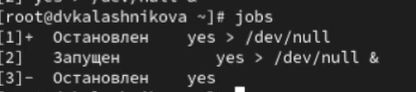 [root@dvkalashnikova ~]# jobs
[1]+  Остановлен    yes > /dev/null
[2]   Запущен          yes > /dev/null &
[3]-  Остановлен    yes